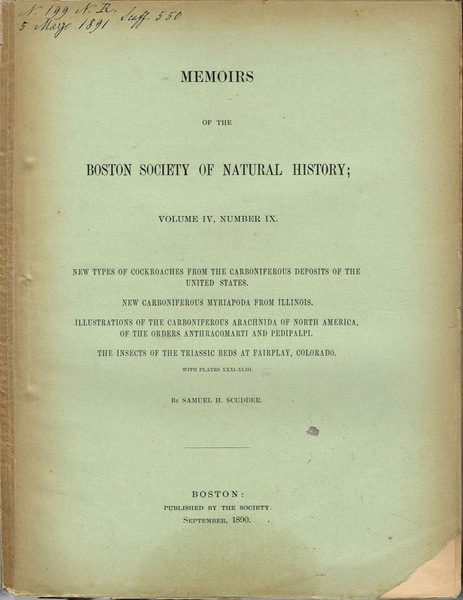 N. 199 N. R.
5 Mayo 1891 Suff. 550
MEMOIRS
OF THE
BOSTON SOCIETY OF NATURAL HISTORY;
VOLUME IV, NUMBER IX.
NEW TYPES OF COCKROACHES FROM THE CARBONIFEROUS DEPOSITS OF THE
UNITED STATES.
NEW CARBONIFEROUS MYRIAPODA FROM ILLINOIS.
ILLUSTRATIONS OF THE CARBONIFEROUS ARACHNIDA OF NORTH AMERICA,
OF THE ORDERS ANTHRACOMARTI AND PEDIPALPI.
THE INSECTS OF THE TRIASSIC BEDS AT FAIRPLAY, COLORADO.
WITH PLATES XXXI-XLIII.
BY SAMUEL H. SCUDDER.
BOSTON:
PUBLISHED BY THE SOCIETY.
SEPTEMBER, 1890.